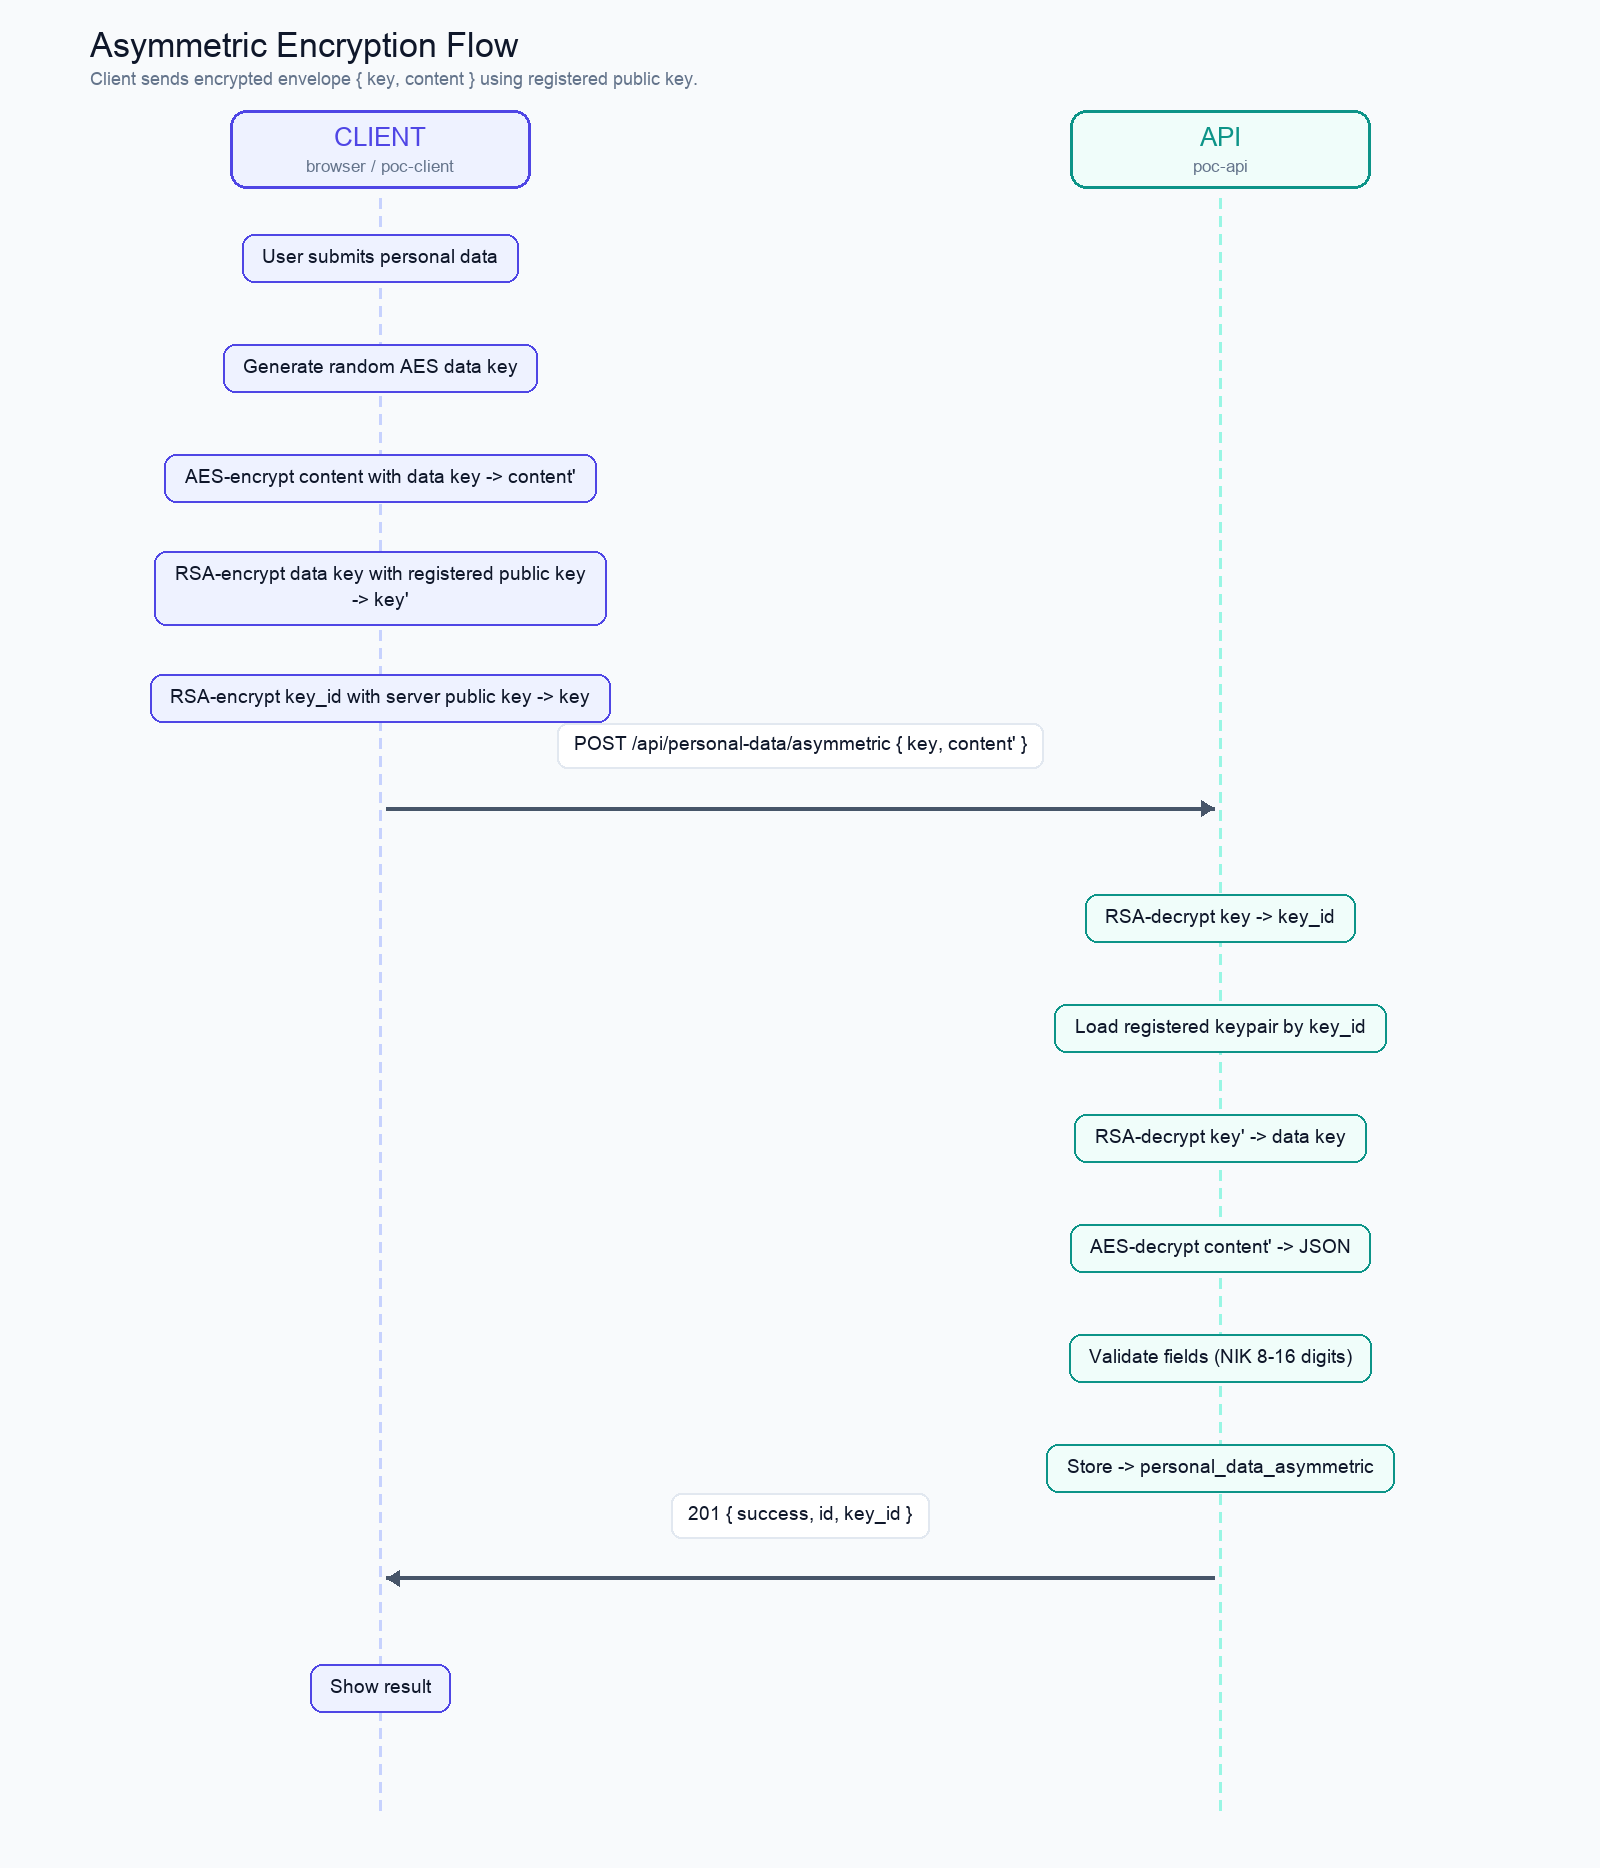 Asymmetric Encryption Flow
Client sends encrypted envelope { key, content } using registered public key.
CLIENT
browser / poc-client
API
poc-api
User submits personal data
Generate random AES data key
AES-encrypt content with data key -> content'
RSA-encrypt data key with registered public key
-> key'
RSA-encrypt key_id with server public key -> key
POST /api/personal-data/asymmetric { key, content' }
RSA-decrypt key -> key_id
Load registered keypair by key_id
RSA-decrypt key' -> data key
AES-decrypt content' -> JSON
Validate fields (NIK 8-16 digits)
Store -> personal_data_asymmetric
201 { success, id, key_id }
Show result